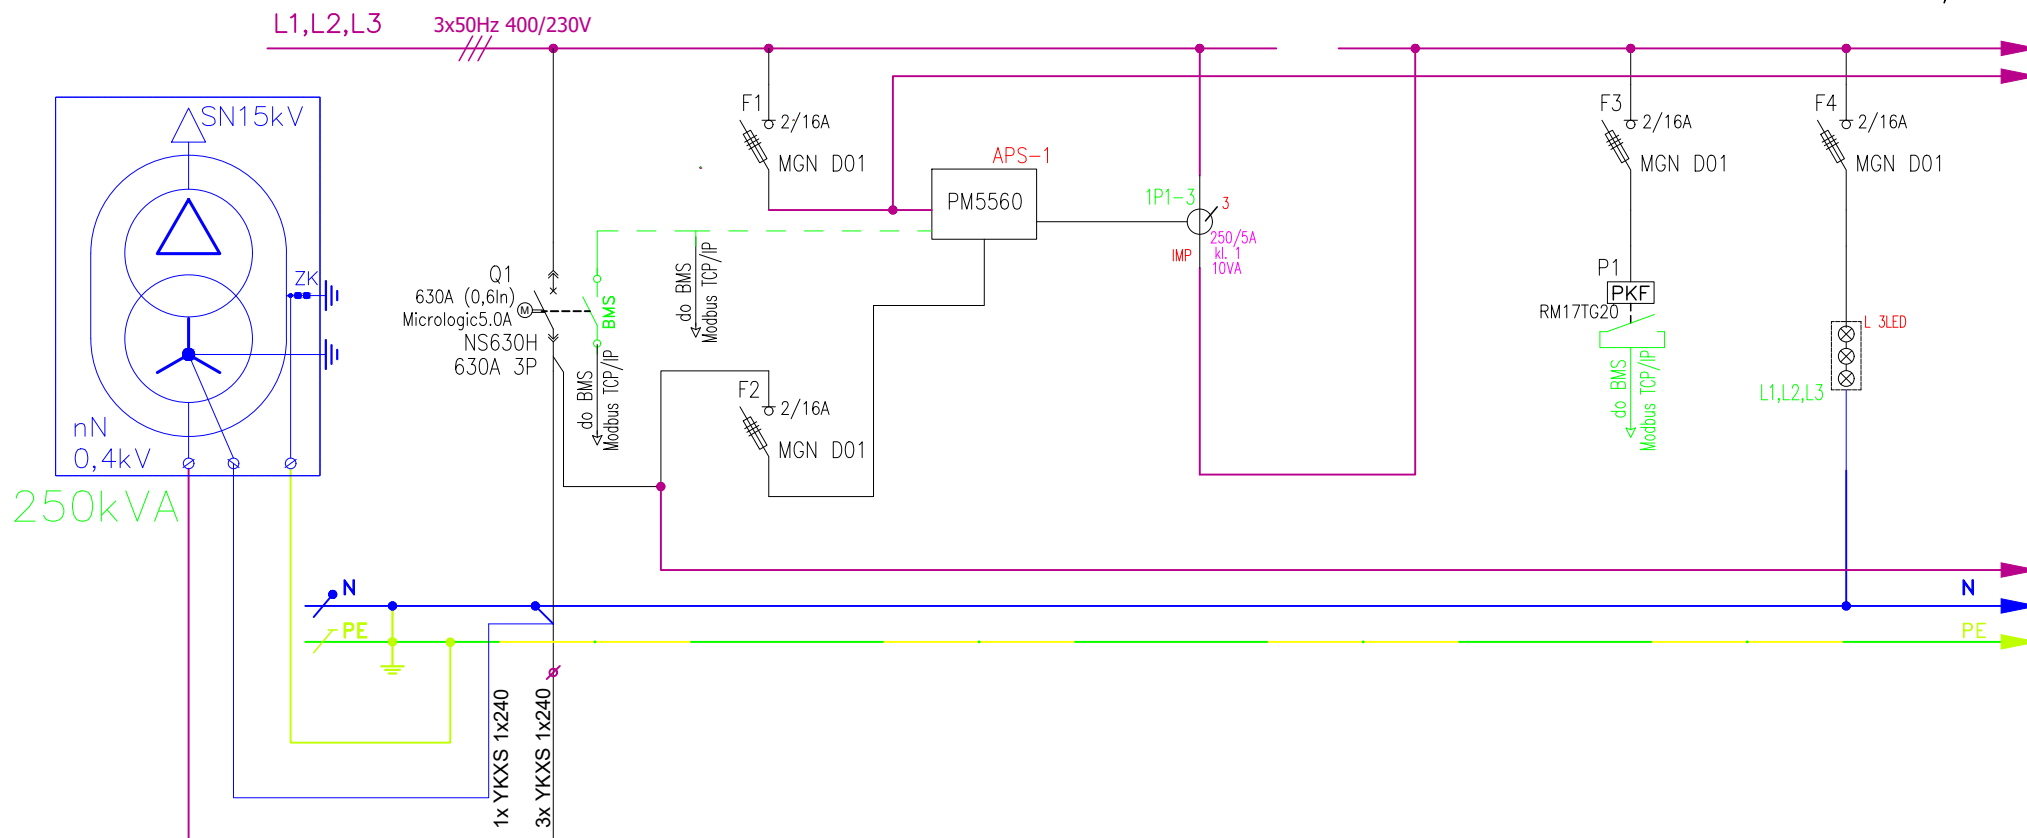 L1,L2,L3
3x50Hz 400/230V
SN15kV
ZK
nN
0,4kV
250kVA
Q1
630A (0,6In)
Micrologic5.0A
M
NS630H
630A 3P
BMS
do BMS
Modbus TCP/IP
do BMS
Modbus TCP/IP
F1
2/16A
MGN D01
F2
2/16A
MGN D01
APS-1
PM5560
1P1-3
3
250/5A
kl. 1
10VA
IMP
F3
2/16A
MGN D01
P1
PKF
RM17TG20
do BMS
Modbus TCP/IP
F4
2/16A
MGN D01
L 3LED
L1,L2,L3
N
N
PE
PE
1x YKXS 1x240
3x YKXS 1x240